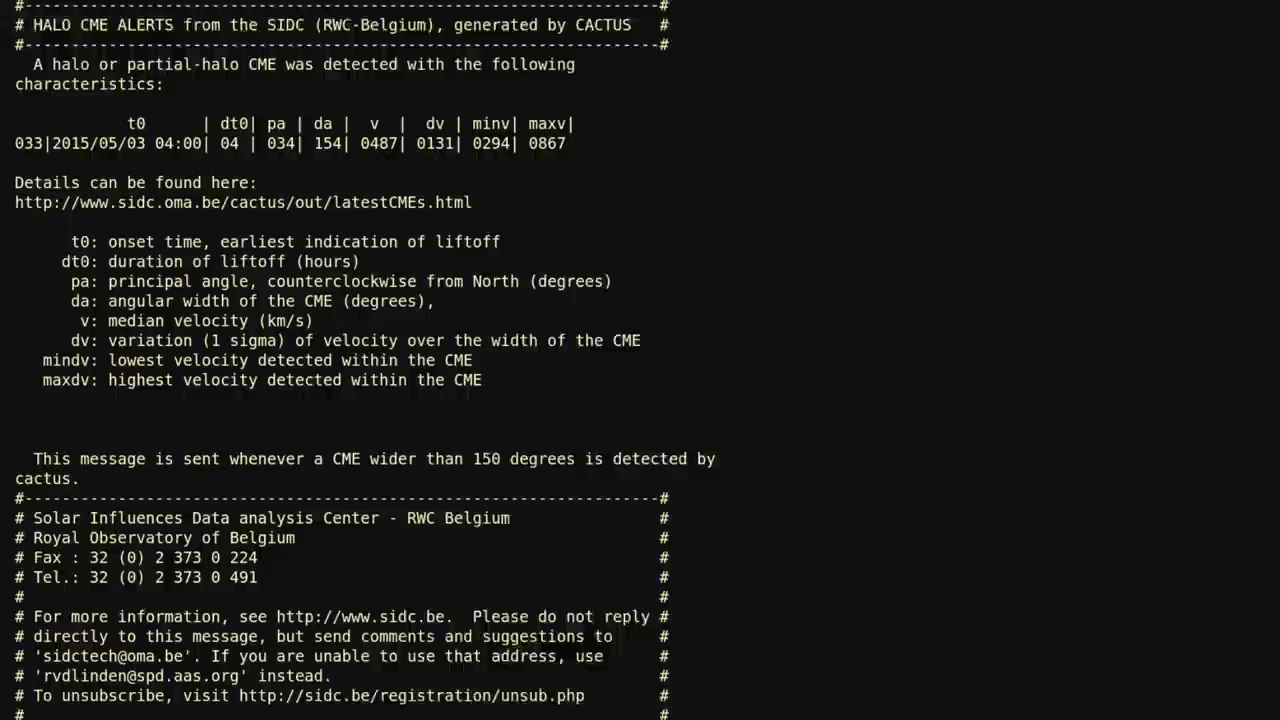 #--------------------------------------------------------------------#
# HALO CME ALERTS from the SIDC (RWC-Belgium), generated by CACTUS   #
#--------------------------------------------------------------------#
  A halo or partial-halo CME was detected with the following
characteristics:
            t0      | dt0| pa | da |  v  |  dv | minv| maxv|
033|2015/05/03 04:00| 04 | 034| 154| 0487| 0131| 0294| 0867
Details can be found here:
http://www.sidc.oma.be/cactus/out/latestCMEs.html
      t0: onset time, earliest indication of liftoff
     dt0: duration of liftoff (hours)
      pa: principal angle, counterclockwise from North (degrees)
      da: angular width of the CME (degrees),
       v: median velocity (km/s)
      dv: variation (1 sigma) of velocity over the width of the CME
   mindv: lowest velocity detected within the CME
   maxdv: highest velocity detected within the CME
  This message is sent whenever a CME wider than 150 degrees is detected by
cactus.
#--------------------------------------------------------------------#
# Solar Influences Data analysis Center - RWC Belgium                #
# Royal Observatory of Belgium                                       #
# Fax : 32 (0) 2 373 0 224                                           #
# Tel.: 32 (0) 2 373 0 491                                           #
#                                                                    #
# For more information, see http://www.sidc.be.  Please do not reply #
# directly to this message, but send comments and suggestions to     #
# 'sidctech@oma.be'. If you are unable to use that address, use      #
# 'rvdlinden@spd.aas.org' instead.                                   #
# To unsubscribe, visit http://sidc.be/registration/unsub.php        #
#                                                                    #